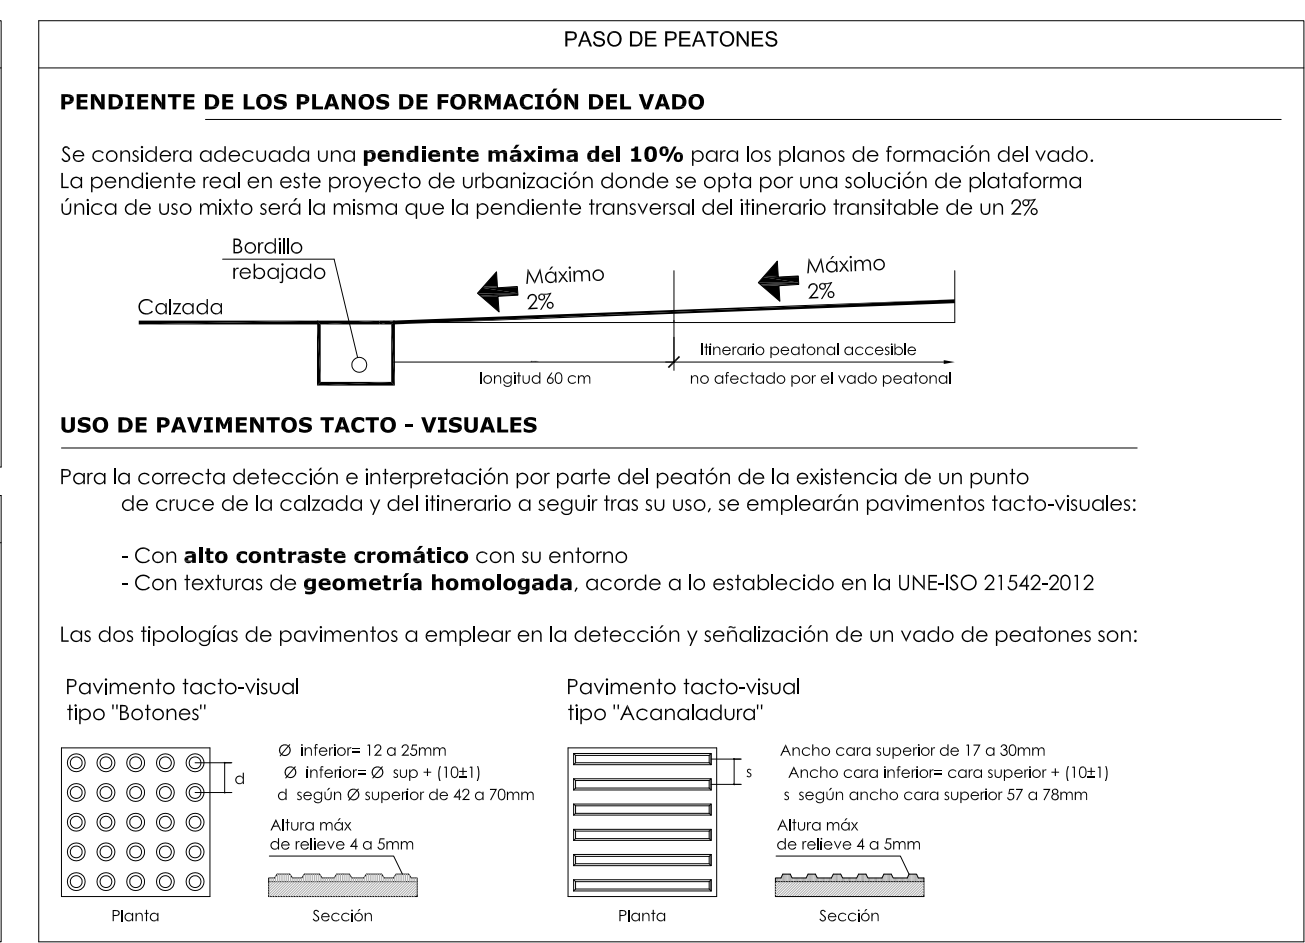 PASO DE PEATONES
PENDIENTE DE LOS PLANOS DE FORMACIÓN DEL VADO
Se considera adecuada una pendiente máxima del 10% para los planos de formación del vado.
La pendiente real en este proyecto de urbanización donde se opta por una solución de plataforma
única de uso mixto será la misma que la pendiente transversal del itinerario transitable de un 2%
Bordillo
rebajado
Calzada
Máximo
2%
Máximo
2%
longitud 60 cm
Itinerario peatonal accesible
no afectado por el vado peatonal
USO DE PAVIMENTOS TACTO - VISUALES
Para la correcta detección e interpretación por parte del peatón de la existencia de un punto
de cruce de la calzada y del itinerario a seguir tras su uso, se emplearán pavimentos tacto-visuales:
- Con alto contraste cromático con su entorno
- Con texturas de geometría homologada, acorde a lo establecido en la UNE-ISO 21542-2012
Las dos tipologías de pavimentos a emplear en la detección y señalización de un vado de peatones son:
Pavimento tacto-visual
tipo "Botones"
d
Ø inferior= 12 a 25mm
Ø inferior= Ø sup + (10±1)
d según Ø superior de 42 a 70mm
Altura máx
de relieve 4 a 5mm
Planta
Sección
Pavimento tacto-visual
tipo "Acanaladura"
s
Ancho cara superior de 17 a 30mm
Ancho cara inferior= cara superior + (10±1)
s según ancho cara superior 57 a 78mm
Altura máx
de relieve 4 a 5mm
Planta
Sección